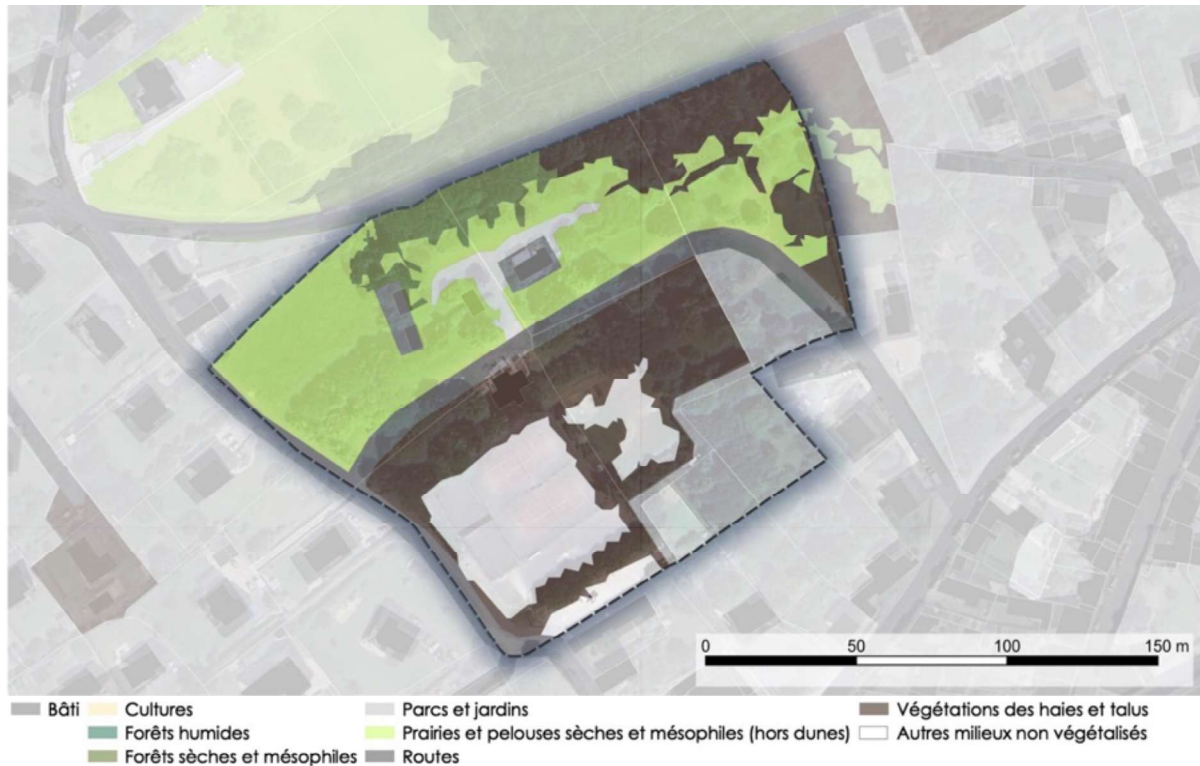 0 50 100 150 m
Bâti Cultures Parcs et jardins Végétations des haies et talus
Forêts humides Prairies et pelouses sèches et mésophiles (hors dunes) Autres milieux non végétalisés
Forêts sèches et mésophiles Routes